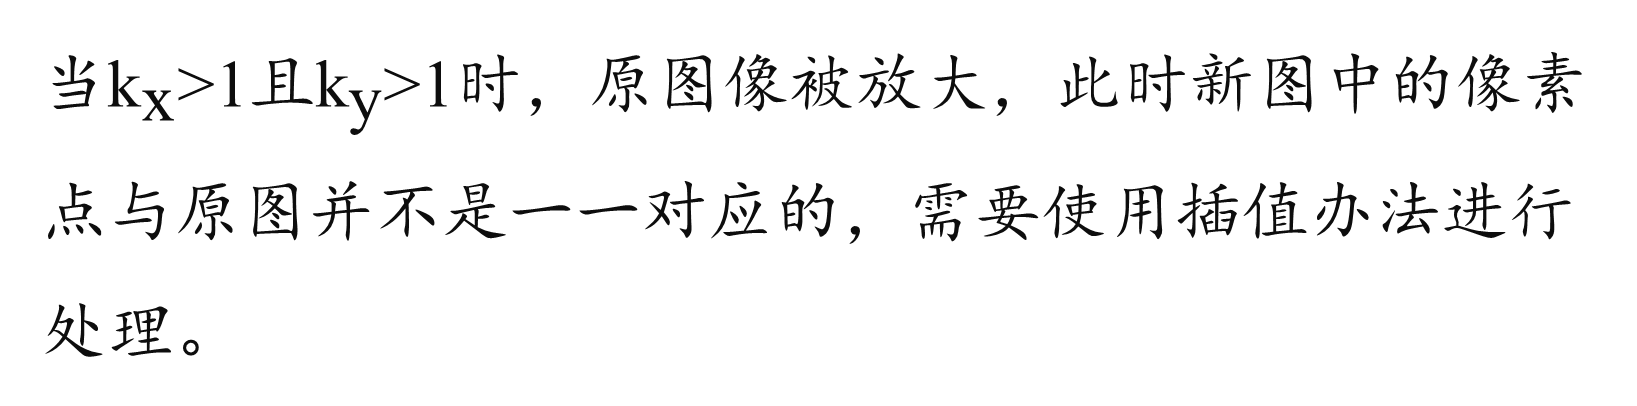 当kx>1且ky>1时，原图像被放大，此时新图中的像素
点与原图并不是一一对应的，需要使用插值办法进行
处理。